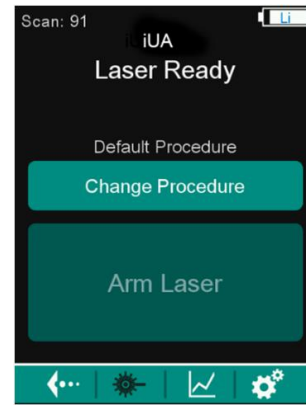 Scan: 91
Li
iUA
Laser Ready
Default Procedure
Change Procedure
Arm Laser